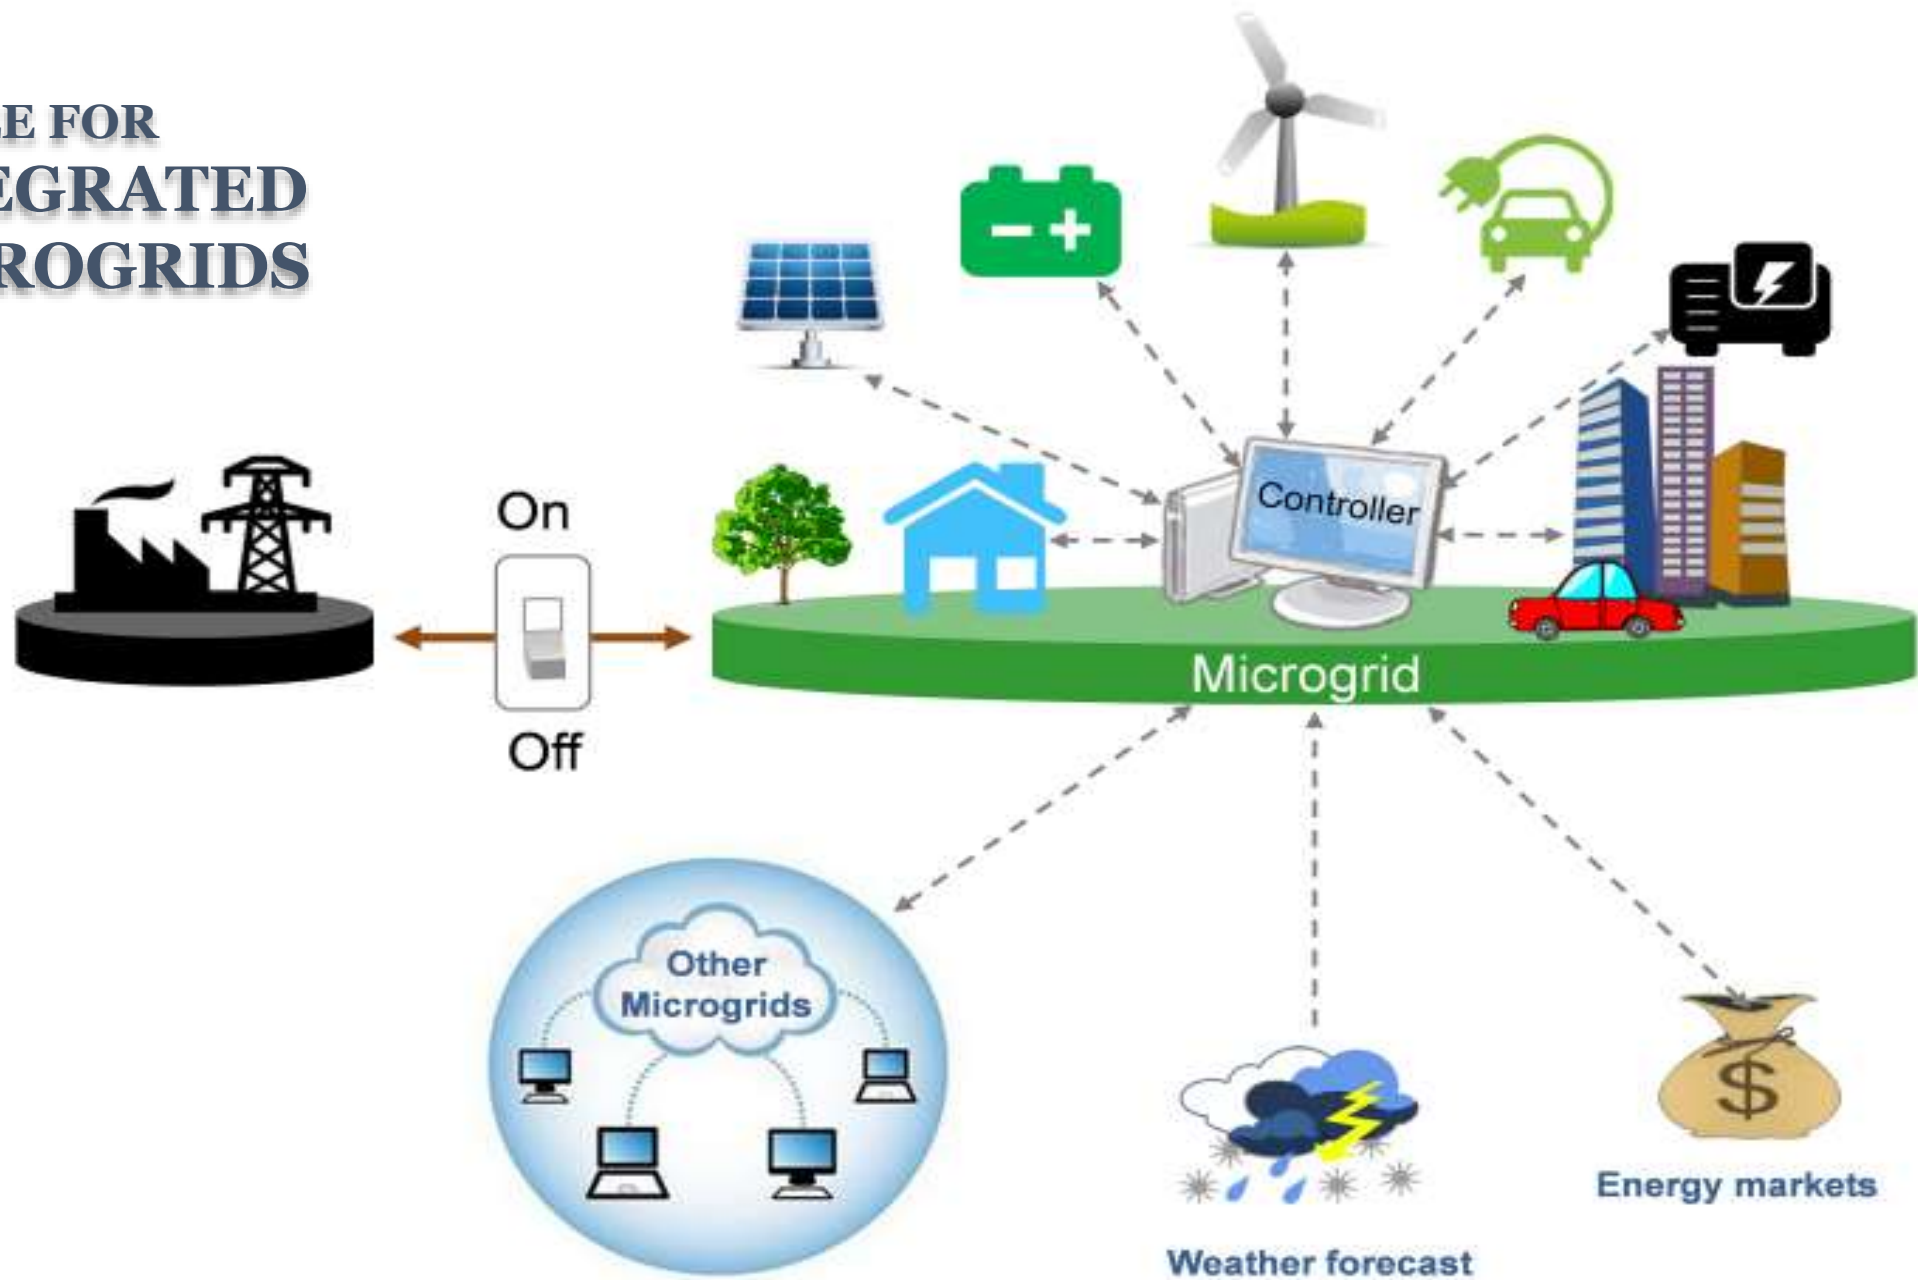 E FOR
EGRATED
ROGRIDS
On
Off
Controller
Microgrid
Other
Microgrids
$
Energy markets
Weather forecast